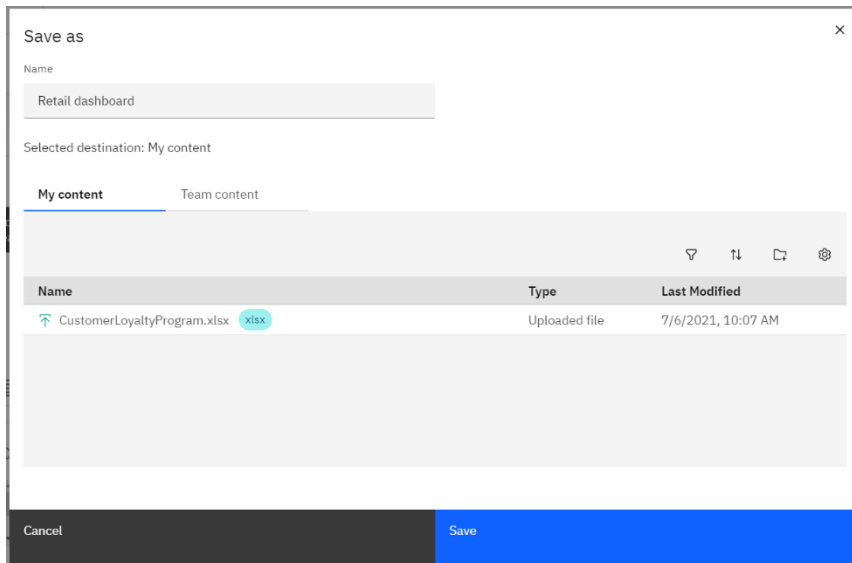 Save as
Name
Retail dashboard
Selected destination: My content
My content Team content
Name Type Last Modified
CustomerLoyaltyProgram.xlsx xlsx Uploaded file 7/6/2021, 10:07 AM
Cancel Save